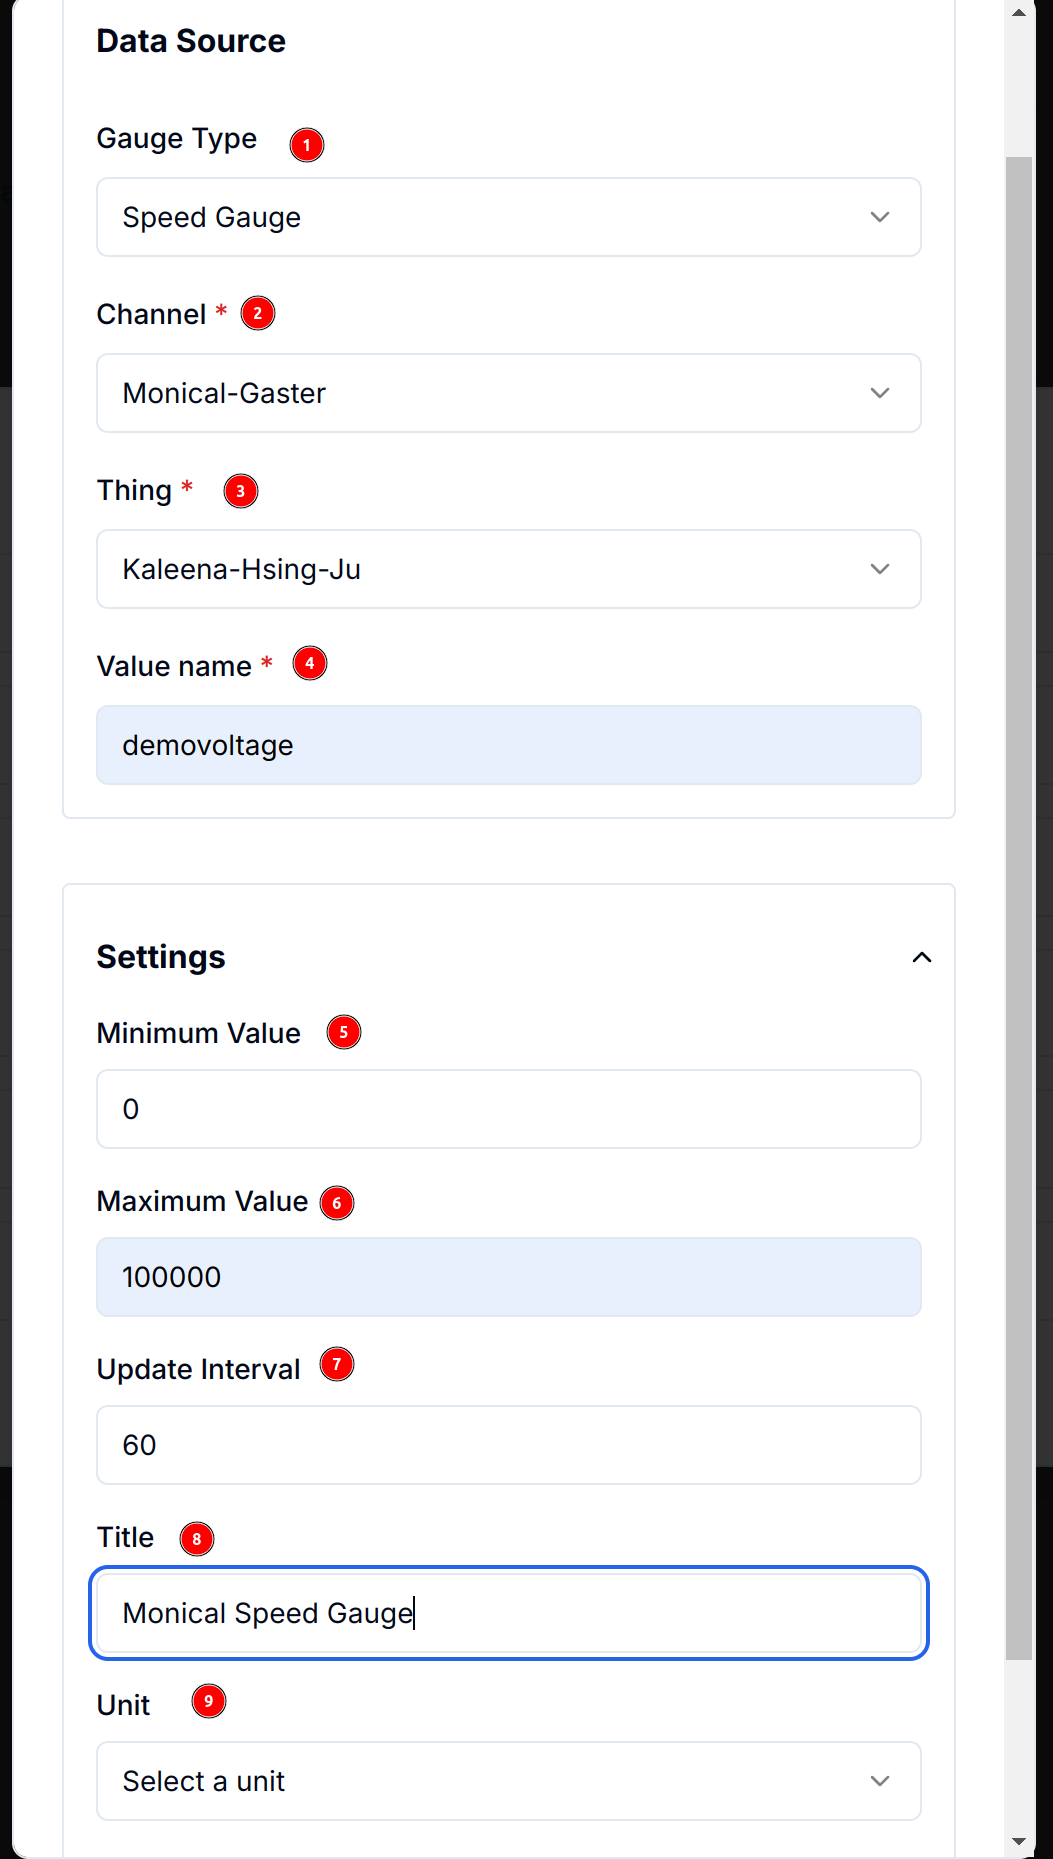 Data Source
Gauge Type 1
Speed Gauge
Channel * 2
Monical-Gaster
Thing * 3
Kaleena-Hsing-Ju
Value name * 4
demovoltage
Settings
Minimum Value 5
0
Maximum Value 6
100000
Update Interval 7
60
Title 8
Monical Speed Gauge
Unit 9
Select a unit